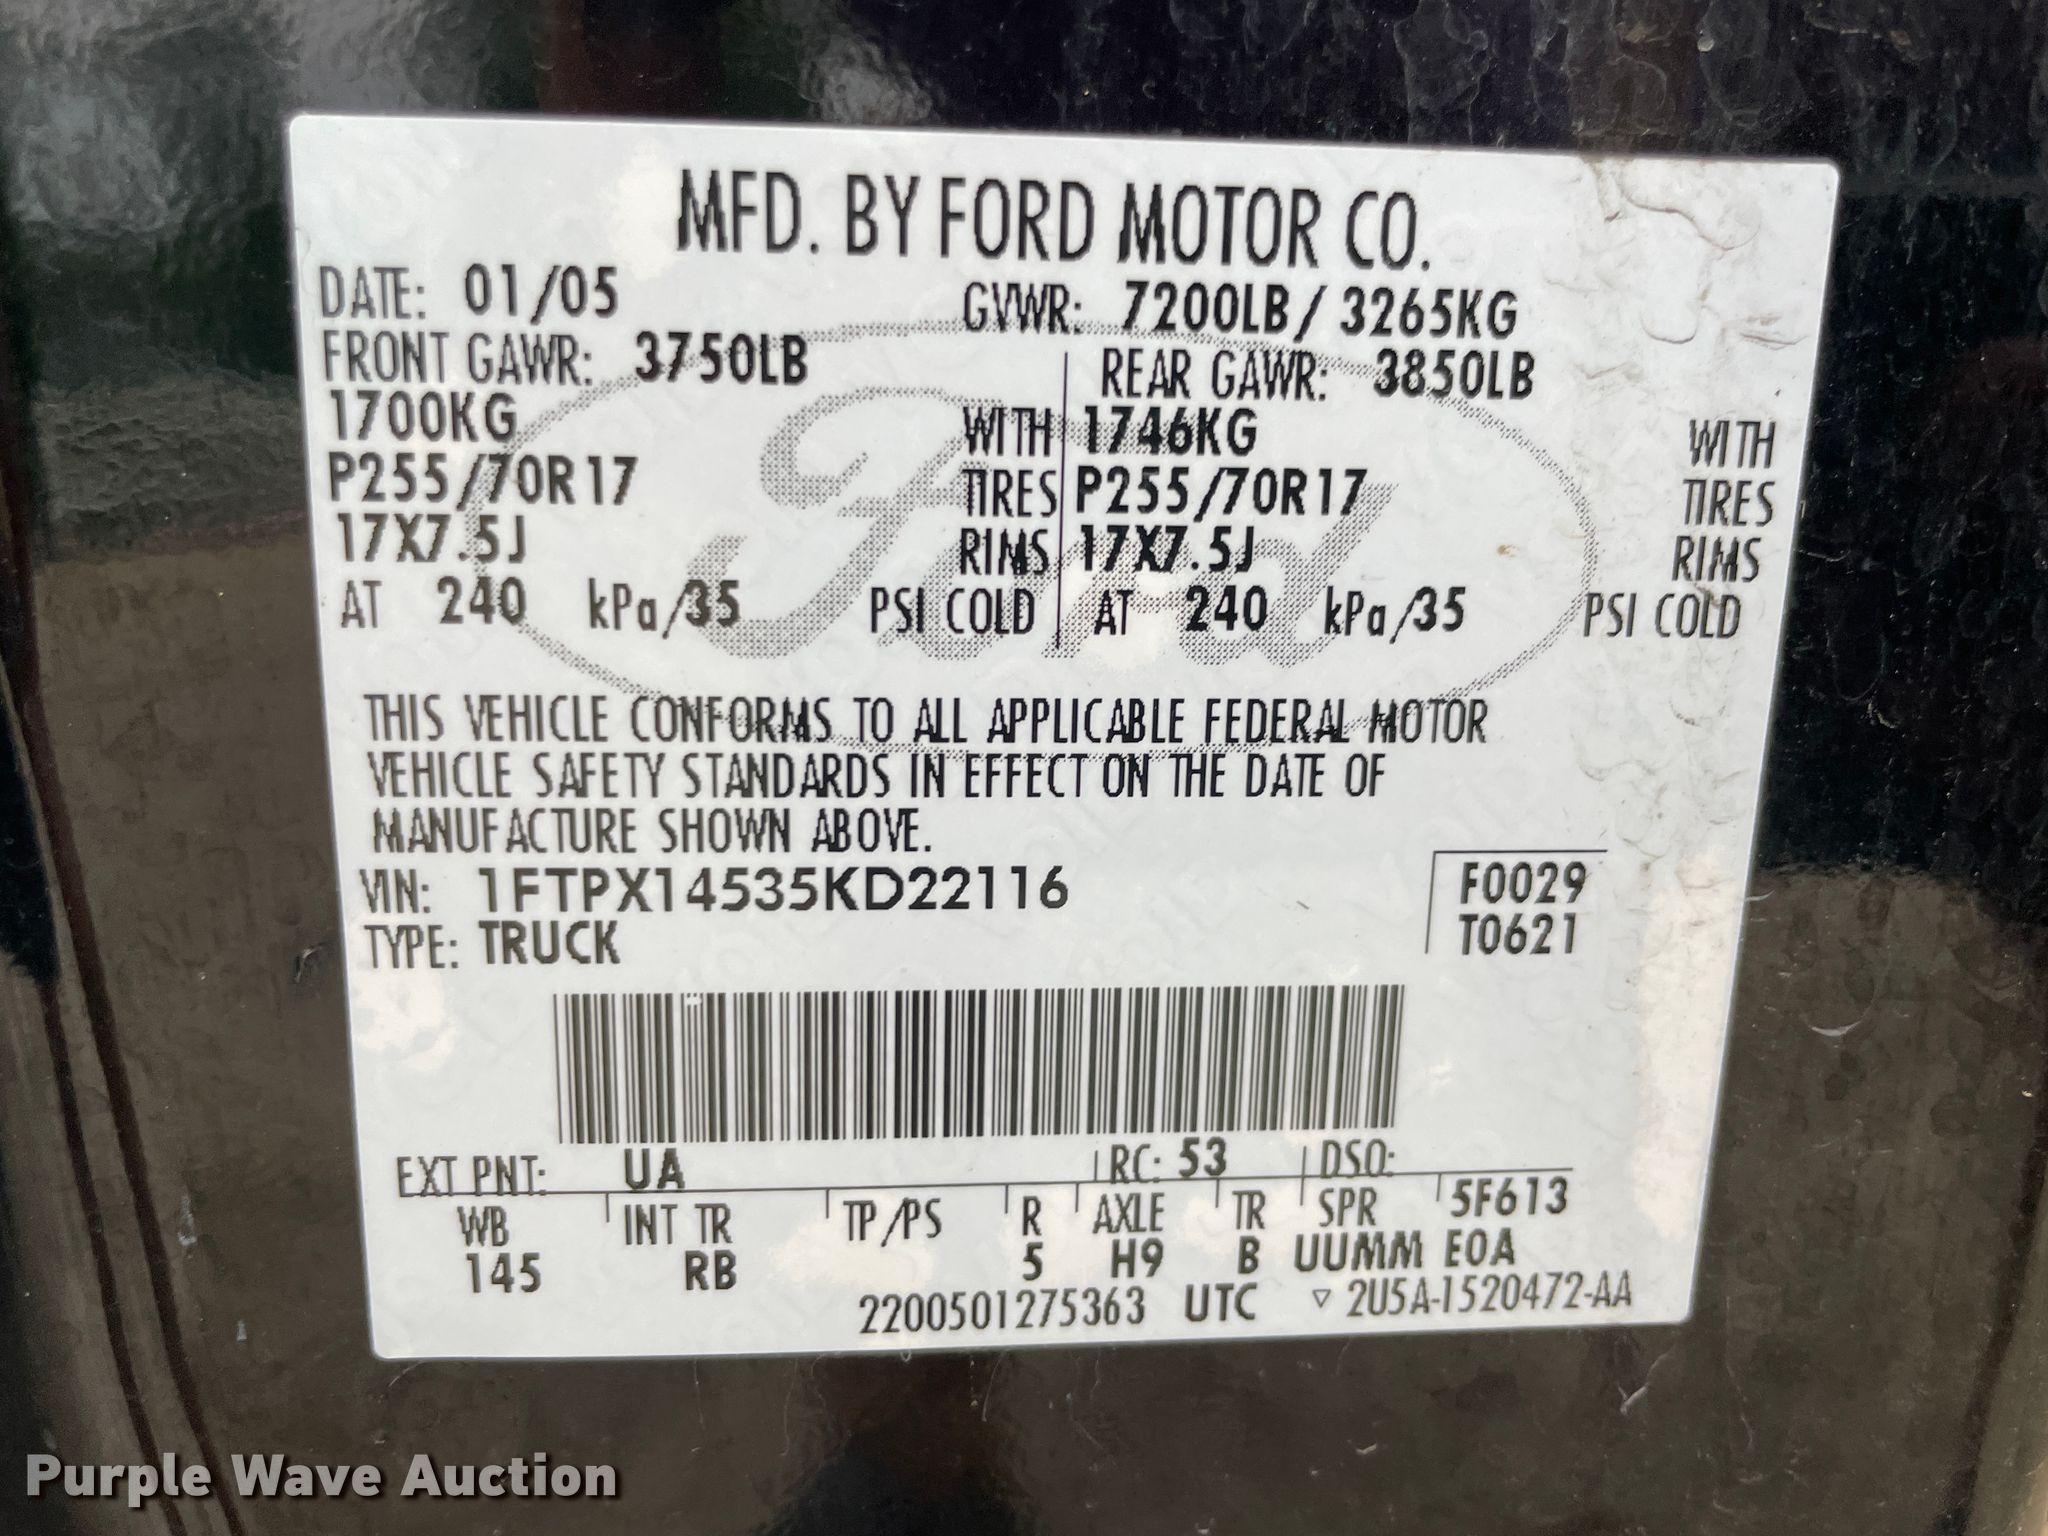 MFD. BY FORD MOTOR CO.
DATE: 01/05 GVWR: 7200LB/ 3265KG
FRONT GAWR: 3750LB REAR GAWR: 3850LB
1700KG WITH 1746KG WITH
P255/70R17 TIRES P255/70R17 TIRES
17X7.5J RIMS 17X7.5J RIMS
AT 240 kPa/35 PSI COLD AT 240 kPa/35 PSI COLD
Ford
THIS VEHICLE CONFORMS TO ALL APPLICABLE FEDERAL MOTOR
VEHICLE SAFETY STANDARDS IN EFFECT ON THE DATE OF
MANUFACTURE SHOWN ABOVE.
VIN: 1FTPX14535KD22116 F0029
TYPE: TRUCK T0621
EXT PNT: UA RC: 53 DSO:
WB INT TR TP/PS R AXLE TR SPR 5F613
145 RB 5 H9 B UUMM E0A
2200501275363 UTC ▽ 2U5A-1520472-AA
Purple Wave Auction